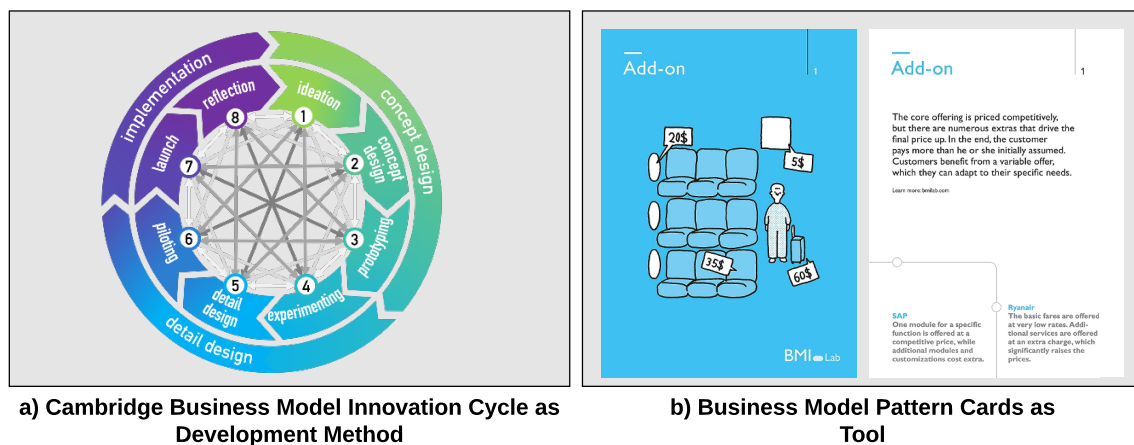 implementation
concept design
detail design
reflection
ideation
launch
concept
design
piloting
prototyping
detail
design
experimenting
8
1
7
2
6
3
5
4
a) Cambridge Business Model Innovation Cycle as
Development Method
Add-on
1
20$
5$
35$
60$
BMI Lab
Add-on
1
The core offering is priced competitively,
but there are numerous extras that drive the
final price up. In the end, the customer
pays more than he or she initially assumed.
Customers benefit from a variable offer,
which they can adapt to their specific needs.
Learn more: bmilab.com
SAP
One module for a specific
function is offered at a
competitive price, while
additional modules and
customizations cost extra.
Ryanair
The basic fares are offered
at very low rates. Addi-
tional services are offered
at an extra charge, which
significantly raises the
prices.
b) Business Model Pattern Cards as
Tool